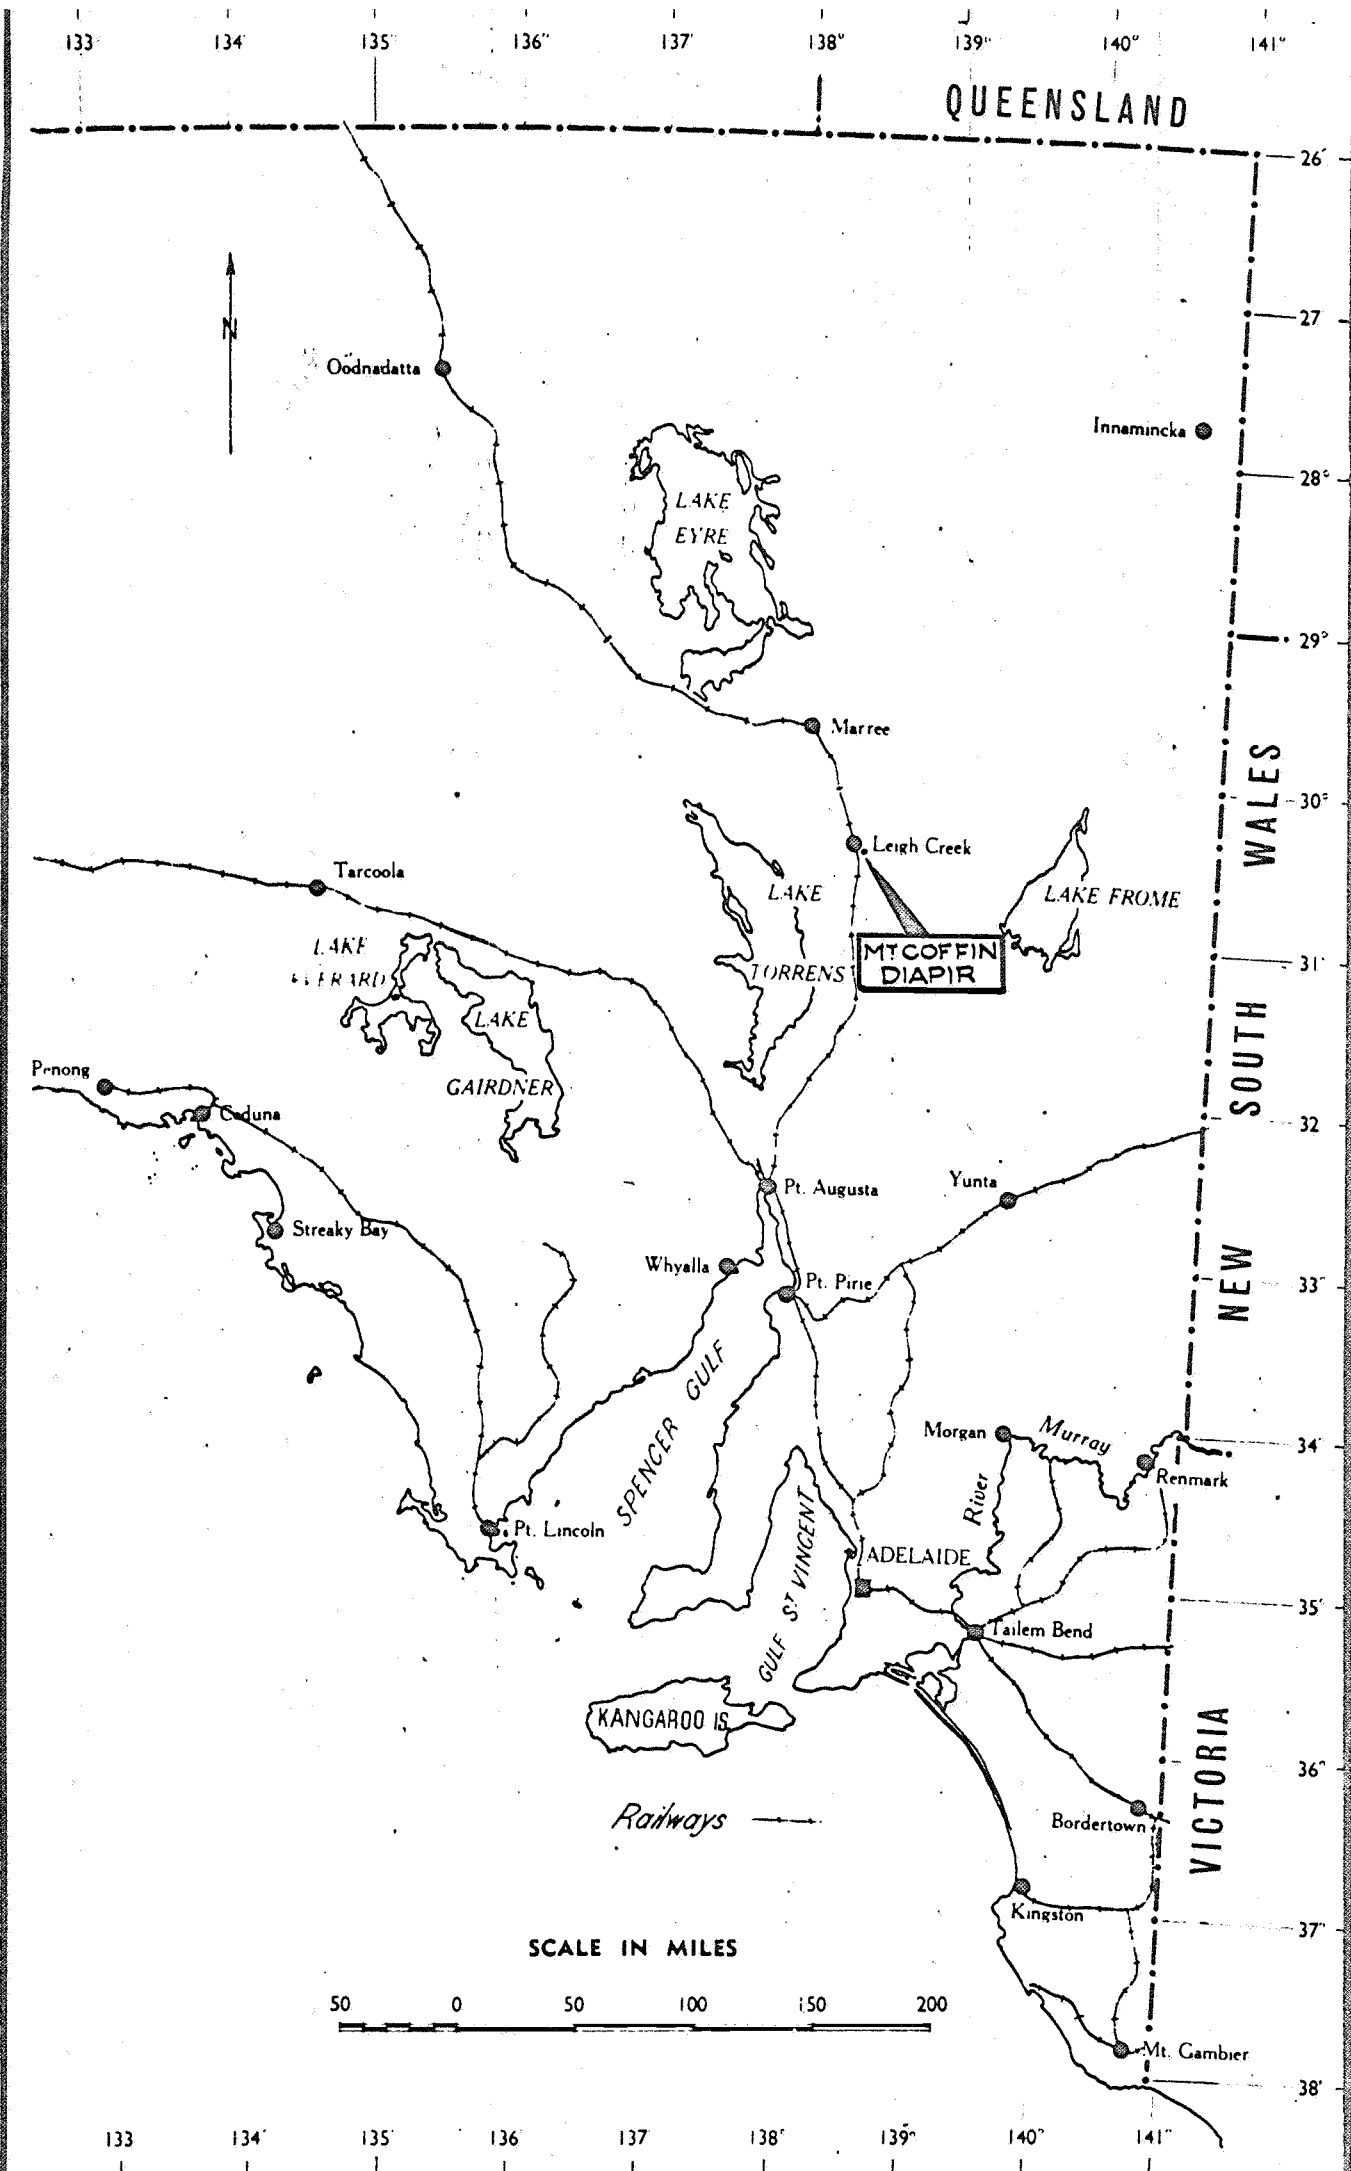 133° 134° 135° 136° 137° 138° 139° 140° 141°
QUEENSLAND
26°
N
27
Oodnadatta
Innamincka
28°
LAKE
EYRE
29°
Marree
WALES
30°
Leigh Creek
Tarcoola
LAKE
LAKE FROME
LAKE
MT COFFIN
DIAPIR
31°
TORRENS
LAKE
SOUTH
GAIRDNER
Penong
Ceduna
32
Pt. Augusta
Yunta
Streaky Bay
Whyalla
Pt. Pirie
33°
NEW
SPENCER GULF
Morgan
Murray
34°
Renmark
River
Pt. Lincoln
GULF ST VINCENT
ADELAIDE
35°
Tailem Bend
KANGAROO IS.
36°
VICTORIA
Railways
Bordertown
Kingston
37°
SCALE IN MILES
50 0 50 100 150 200
Mt. Gambier
38°
133 134° 135° 136 137 138° 139° 140° 141°